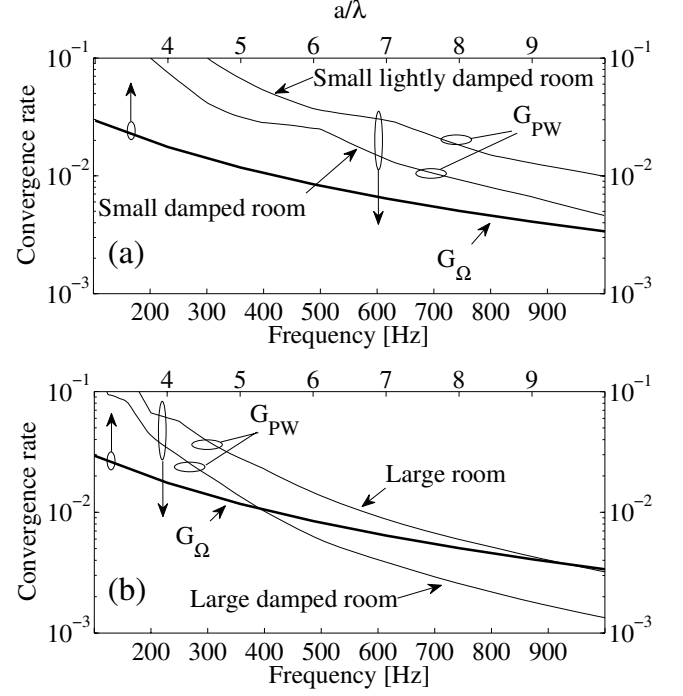 a/λ
4 5 6 7 8 9
10⁻¹ 10⁻¹
Small lightly damped room
G_PW
Convergence rate
10⁻² 10⁻²
Small damped room
(a)
G_Ω
10⁻³ 10⁻³
200 300 400 500 600 700 800 900
Frequency [Hz]
4 5 6 7 8 9
10⁻¹ 10⁻¹
G_PW
Convergence rate
Large room
10⁻² 10⁻²
G_Ω
(b)
Large damped room
10⁻³ 10⁻³
200 300 400 500 600 700 800 900
Frequency [Hz]